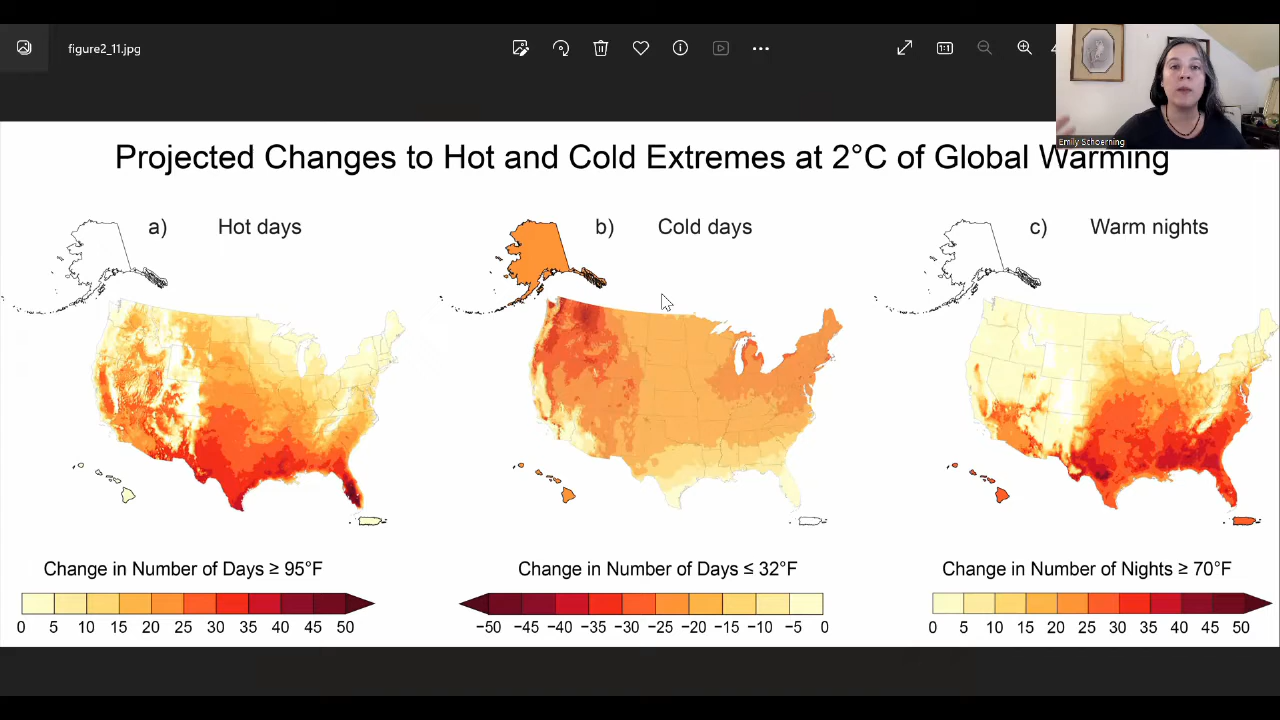 figure2_11.jpg
1:1
Emily Schoerning
Projected Changes to Hot and Cold Extremes at 2°C of Global Warming
a) Hot days
b) Cold days
c) Warm nights
Change in Number of Days ≥ 95°F
0 5 10 15 20 25 30 35 40 45 50
Change in Number of Days ≤ 32°F
−50 −45 −40 −35 −30 −25 −20 −15 −10 −5 0
Change in Number of Nights ≥ 70°F
0 5 10 15 20 25 30 35 40 45 50